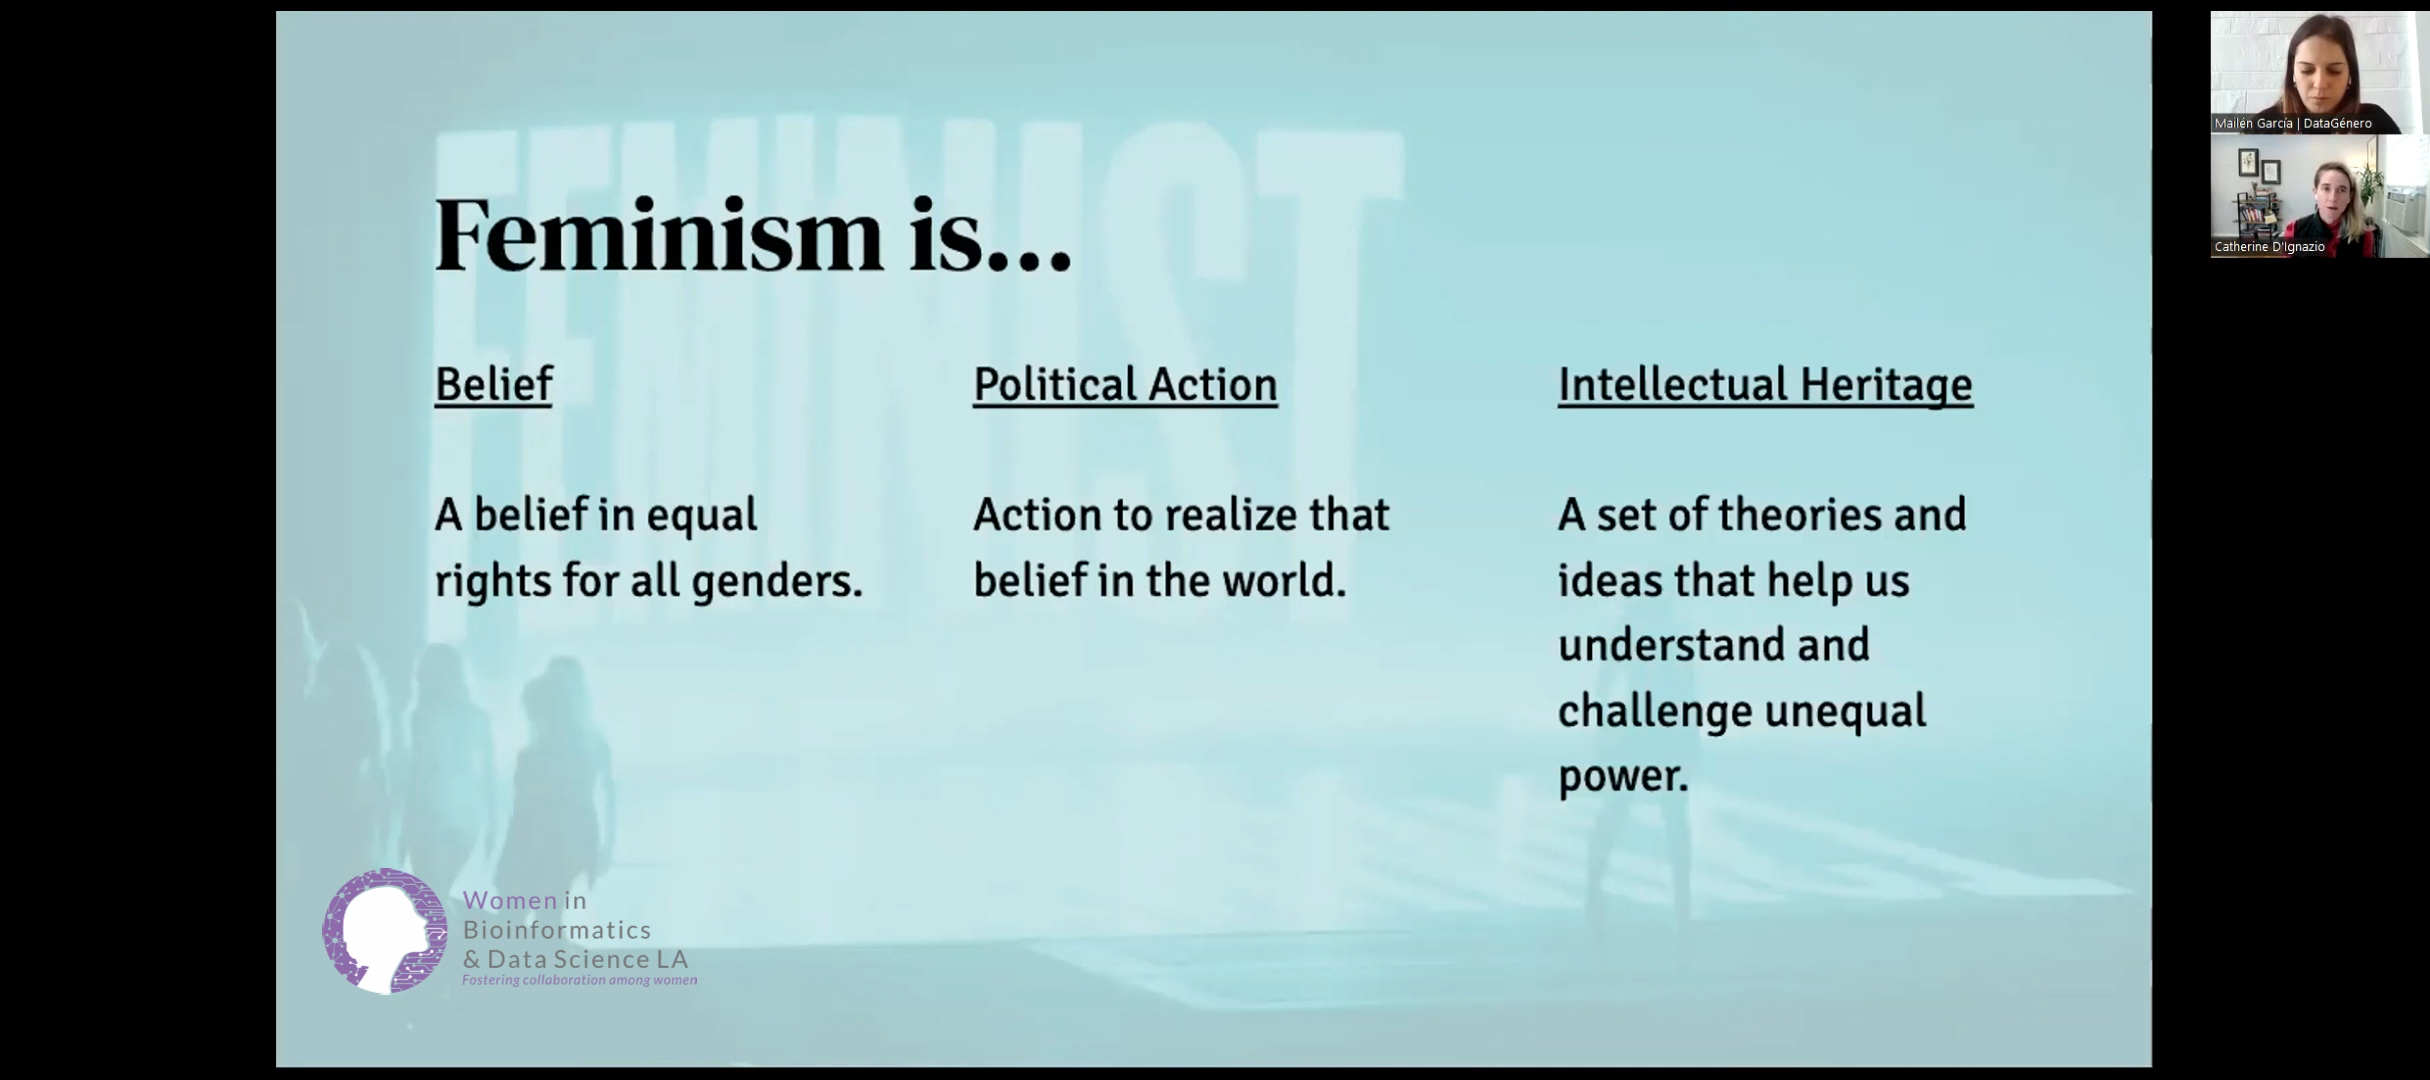 FEMINIST
Feminism is...
Belief
A belief in equal
rights for all genders.
Political Action
Action to realize that
belief in the world.
Intellectual Heritage
A set of theories and
ideas that help us
understand and
challenge unequal
power.
Women in
Bioinformatics
& Data Science LA
Fostering collaboration among women
Mailén García | DataGénero
Catherine D'Ignazio